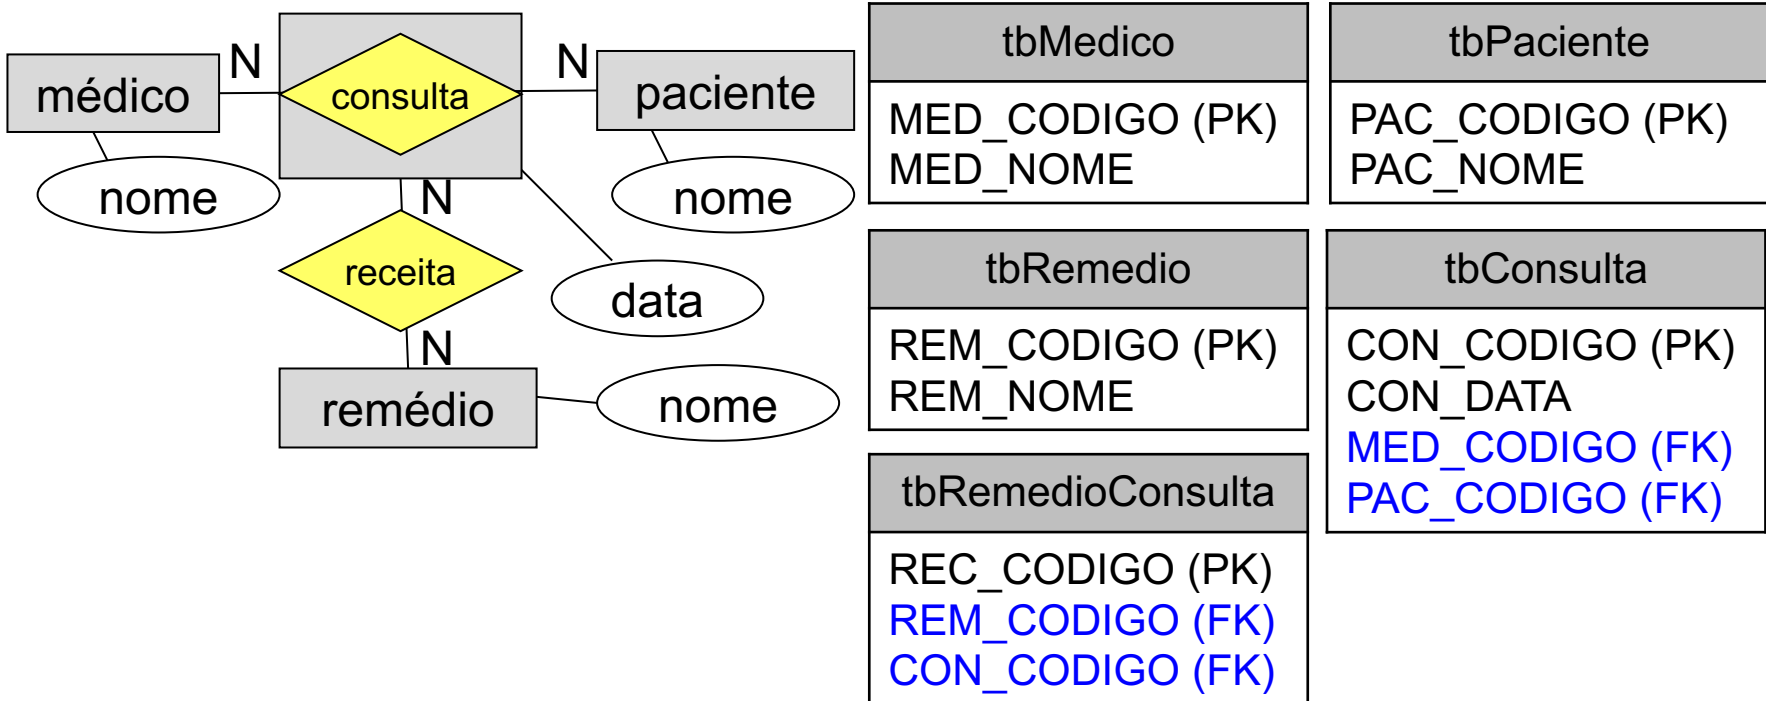 médico
N
consulta
N
paciente
nome
N
nome
receita
data
N
remédio
nome
tbMedico
MED_CODIGO (PK)
MED_NOME
tbPaciente
PAC_CODIGO (PK)
PAC_NOME
tbRemedio
REM_CODIGO (PK)
REM_NOME
tbConsulta
CON_CODIGO (PK)
CON_DATA
MED_CODIGO (FK)
PAC_CODIGO (FK)
tbRemedioConsulta
REC_CODIGO (PK)
REM_CODIGO (FK)
CON_CODIGO (FK)